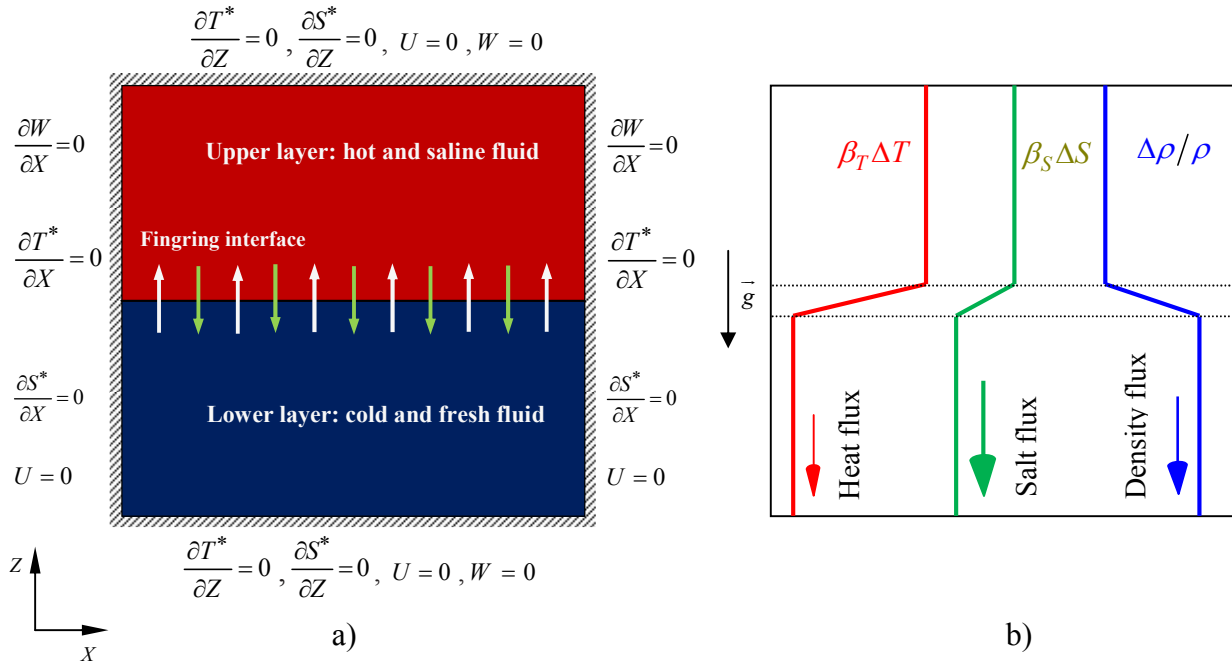 ∂T*/∂Z = 0 , ∂S*/∂Z = 0 , U = 0 , W = 0
∂W/∂X = 0
∂T*/∂X = 0
∂S*/∂X = 0
U = 0
Upper layer: hot and saline fluid
Fingring interface
Lower layer: cold and fresh fluid
∂W/∂X = 0
∂T*/∂X = 0
∂S*/∂X = 0
U = 0
∂T*/∂Z = 0 , ∂S*/∂Z = 0 , U = 0 , W = 0
Z
X
a)
g
β_T ΔT
β_S ΔS
Δρ/ρ
Heat flux
Salt flux
Density flux
b)